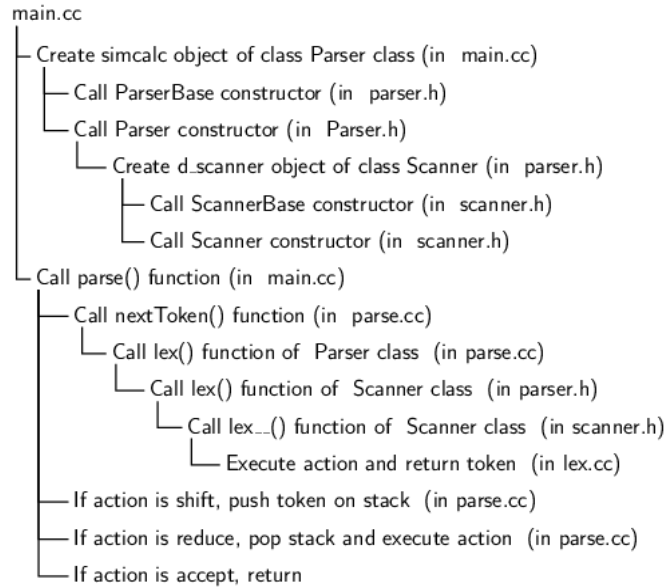 main.cc
Create simcalc object of class Parser class (in main.cc)
Call ParserBase constructor (in parser.h)
Call Parser constructor (in Parser.h)
Create d_scanner object of class Scanner (in parser.h)
Call ScannerBase constructor (in scanner.h)
Call Scanner constructor (in scanner.h)
Call parse() function (in main.cc)
Call nextToken() function (in parse.cc)
Call lex() function of Parser class (in parse.cc)
Call lex() function of Scanner class (in parser.h)
Call lex__() function of Scanner class (in scanner.h)
Execute action and return token (in lex.cc)
If action is shift, push token on stack (in parse.cc)
If action is reduce, pop stack and execute action (in parse.cc)
If action is accept, return